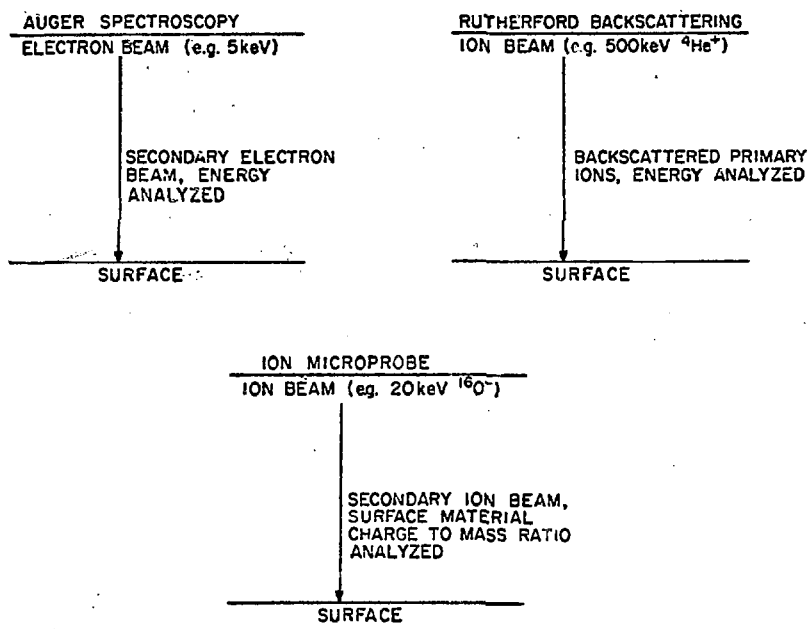 AUGER SPECTROSCOPY
ELECTRON BEAM (e.g. 5keV)
SECONDARY ELECTRON
BEAM, ENERGY
ANALYZED
SURFACE
RUTHERFORD BACKSCATTERING
ION BEAM (e.g. 500keV ⁴He⁺)
BACKSCATTERED PRIMARY
IONS, ENERGY ANALYZED
SURFACE
ION MICROPROBE
ION BEAM (eg. 20keV ¹⁶O⁻)
SECONDARY ION BEAM,
SURFACE MATERIAL
CHARGE TO MASS RATIO
ANALYZED
SURFACE